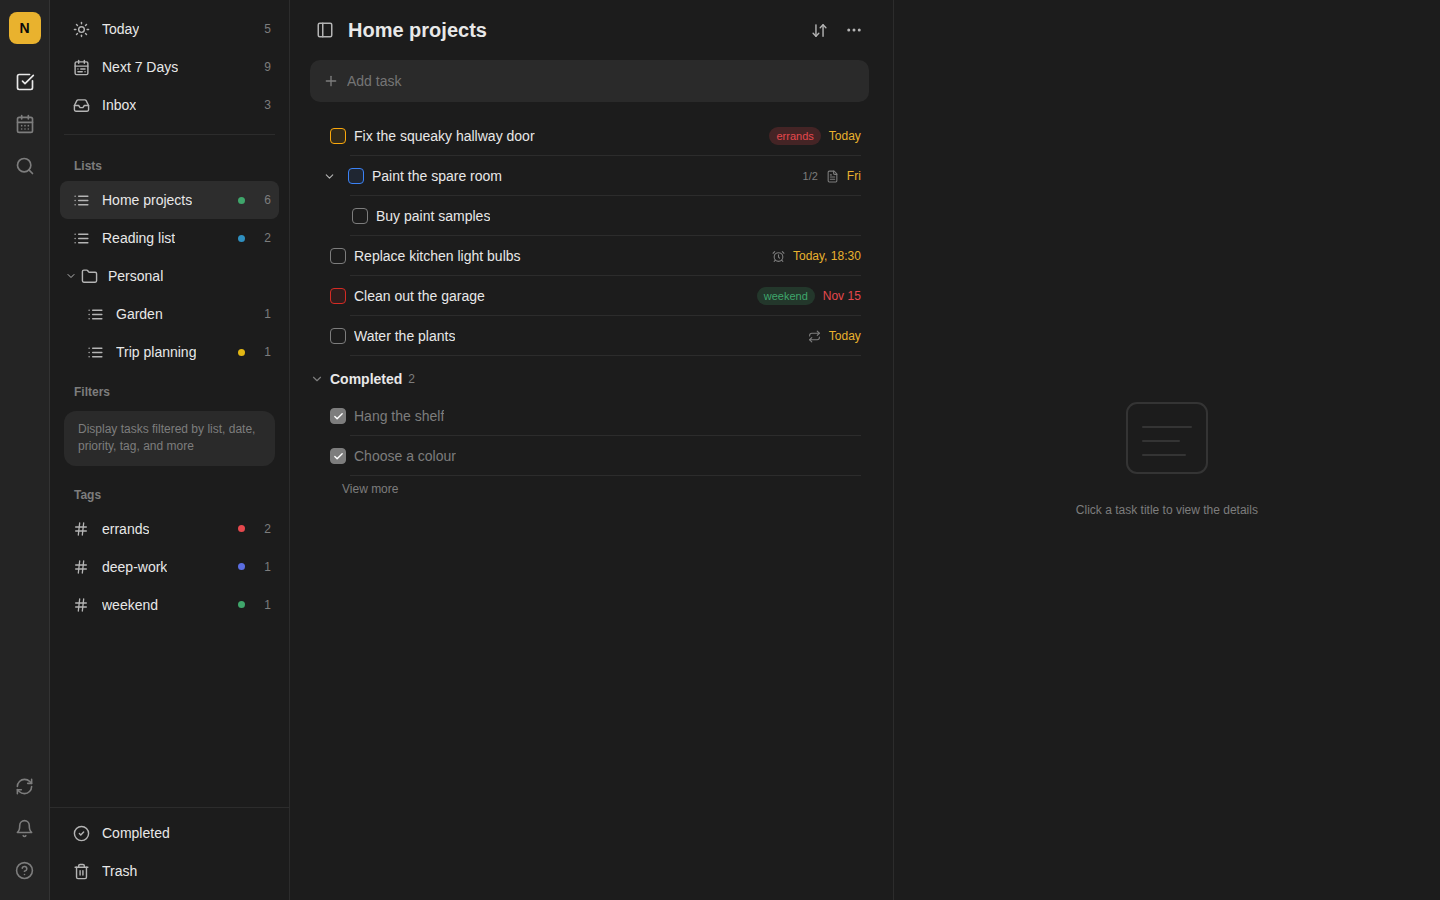 N
Today 5
Next 7 Days 9
Inbox 3
Lists
Home projects 6
Reading list 2
Personal
Garden 1
Trip planning 1
Filters
Display tasks filtered by list, date,
priority, tag, and more
Tags
errands 2
deep-work 1
weekend 1
Completed
Trash
Home projects
Add task
Fix the squeaky hallway door errands Today
Paint the spare room 1/2 Fri
Buy paint samples
Replace kitchen light bulbs Today, 18:30
Clean out the garage weekend Nov 15
Water the plants Today
Completed 2
Hang the shelf
Choose a colour
View more
Click a task title to view the details